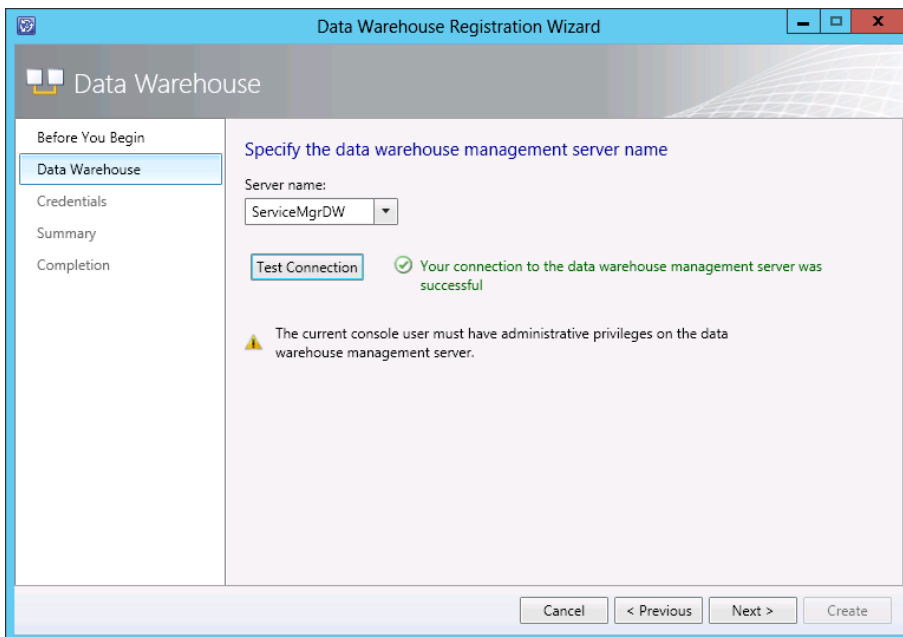 Data Warehouse Registration Wizard
Data Warehouse
Before You Begin
Data Warehouse
Credentials
Summary
Completion
Specify the data warehouse management server name
Server name:
ServiceMgrDW
Test Connection
Your connection to the data warehouse management server was
successful
The current console user must have administrative privileges on the data
warehouse management server.
Cancel
< Previous
Next >
Create